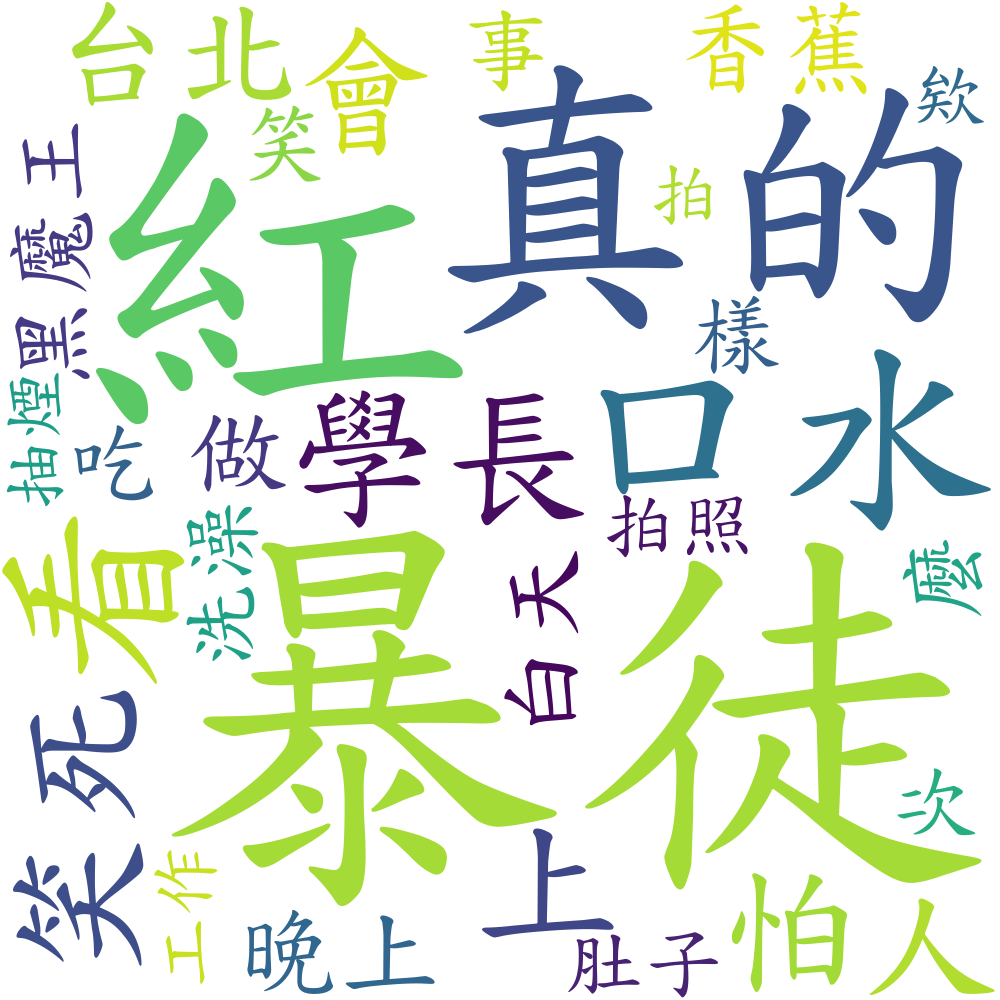 台北
會
事
香蕉
欸
笑
紅
真的
拍
黑魔王
樣
抽煙
吃
做
學長
口水
看
洗澡
拍照
白天
麼
暴徒
笑死
次
工作
晚上
上
肚子
怕
人